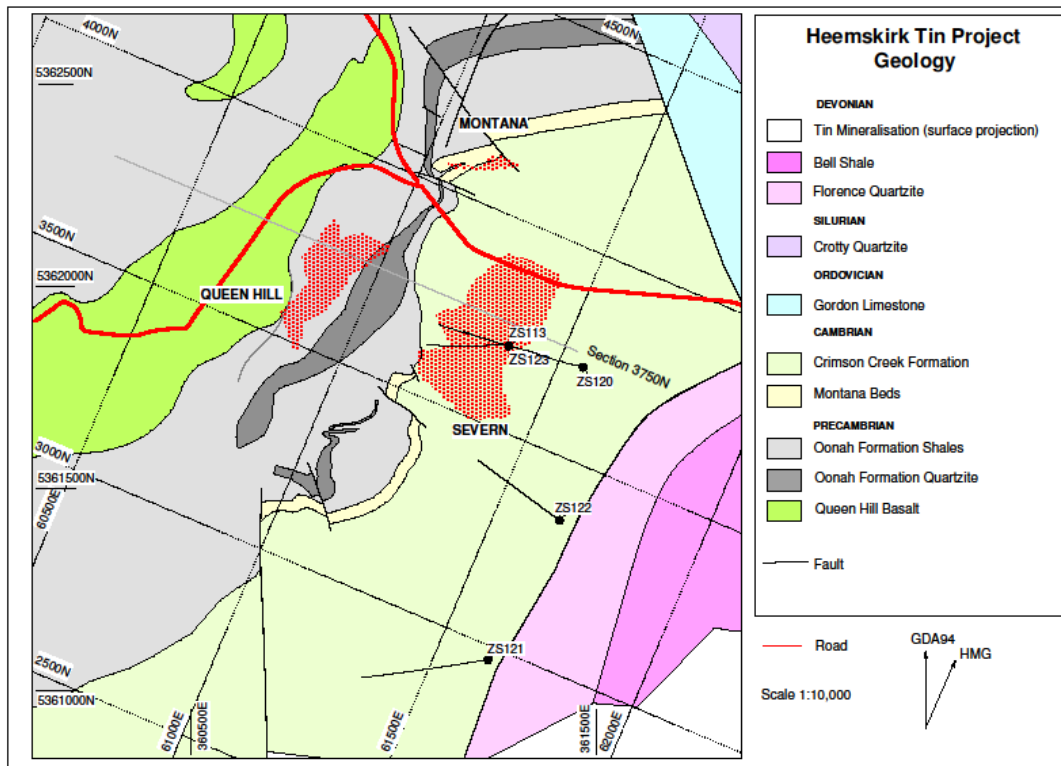 4000N
4500N
5362500N
MONTANA
3500N
5362000N
QUEEN HILL
ZS113
ZS123
Section 3750N
ZS120
SEVERN
3000N
5361500N
60500E
ZS122
ZS121
2500N
5361000N
61000E
360500E
61500E
361500E
62000E
Heemskirk Tin Project
Geology
DEVONIAN
Tin Mineralisation (surface projection)
Bell Shale
Florence Quartzite
SILURIAN
Crotty Quartzite
ORDOVICIAN
Gordon Limestone
CAMBRIAN
Crimson Creek Formation
Montana Beds
PRECAMBRIAN
Oonah Formation Shales
Oonah Formation Quartzite
Queen Hill Basalt
Fault
Road
Scale 1:10,000
GDA94
HMG